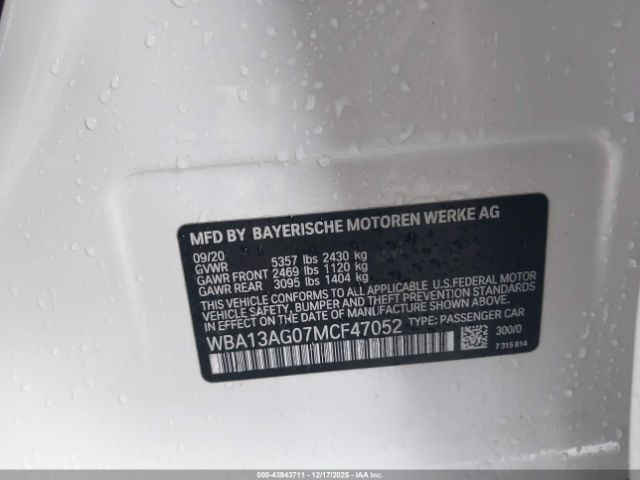 MFD BY BAYERISCHE MOTOREN WERKE AG
09/20
GVWR 5357 lbs 2430 kg
GAWR FRONT 2469 lbs 1120 kg
GAWR REAR 3095 lbs 1404 kg
THIS VEHICLE CONFORMS TO ALL APPLICABLE U.S.FEDERAL MOTOR
VEHICLE SAFETY, BUMPER, AND THEFT PREVENTION STANDARDS
IN EFFECT ON THE DATE OF MANUFACTURE SHOWN ABOVE.
WBA13AG07MCF47052 TYPE: PASSENGER CAR
300/0
7 315 814
000-43943711 - 12/17/2025 - IAAI.COM